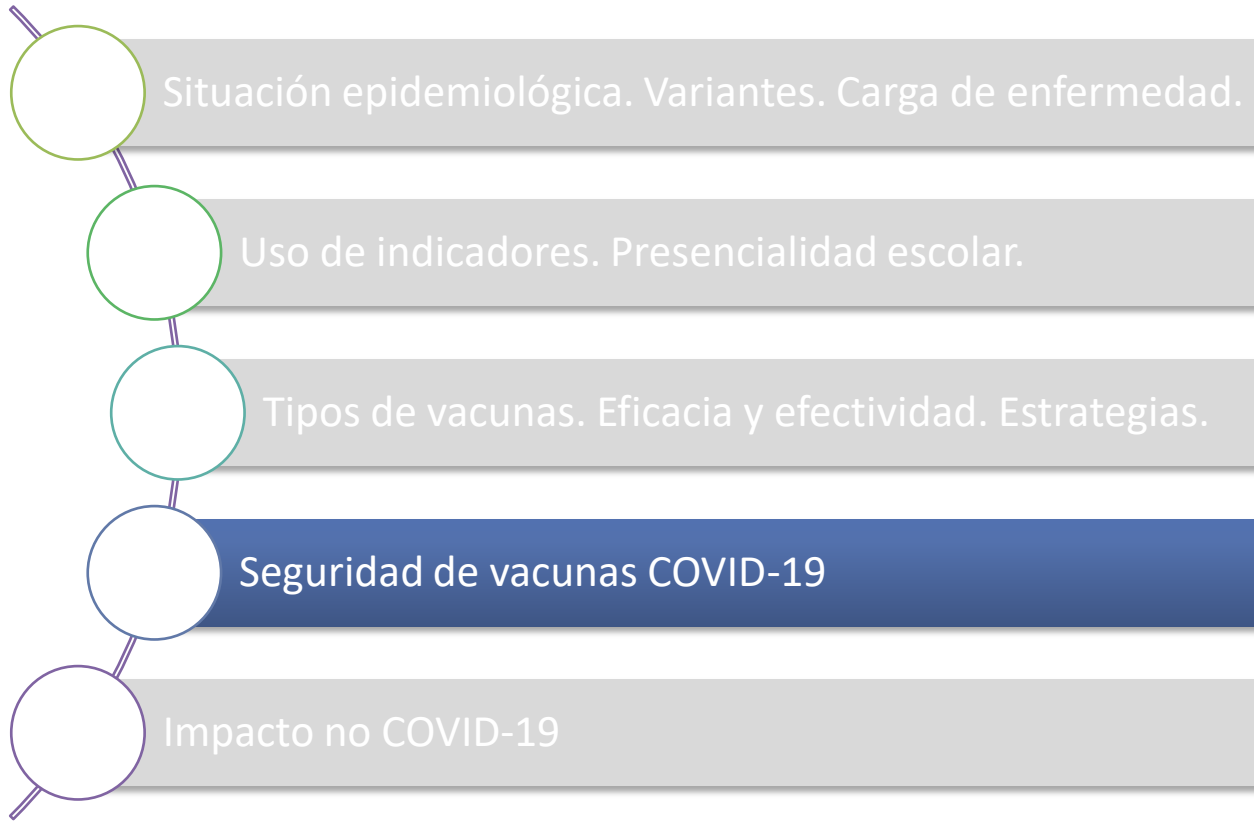 Situación epidemiológica. Variantes. Carga de enfermedad.
Uso de indicadores. Presencialidad escolar.
Tipos de vacunas. Eficacia y efectividad. Estrategias.
Seguridad de vacunas COVID-19
Impacto no COVID-19